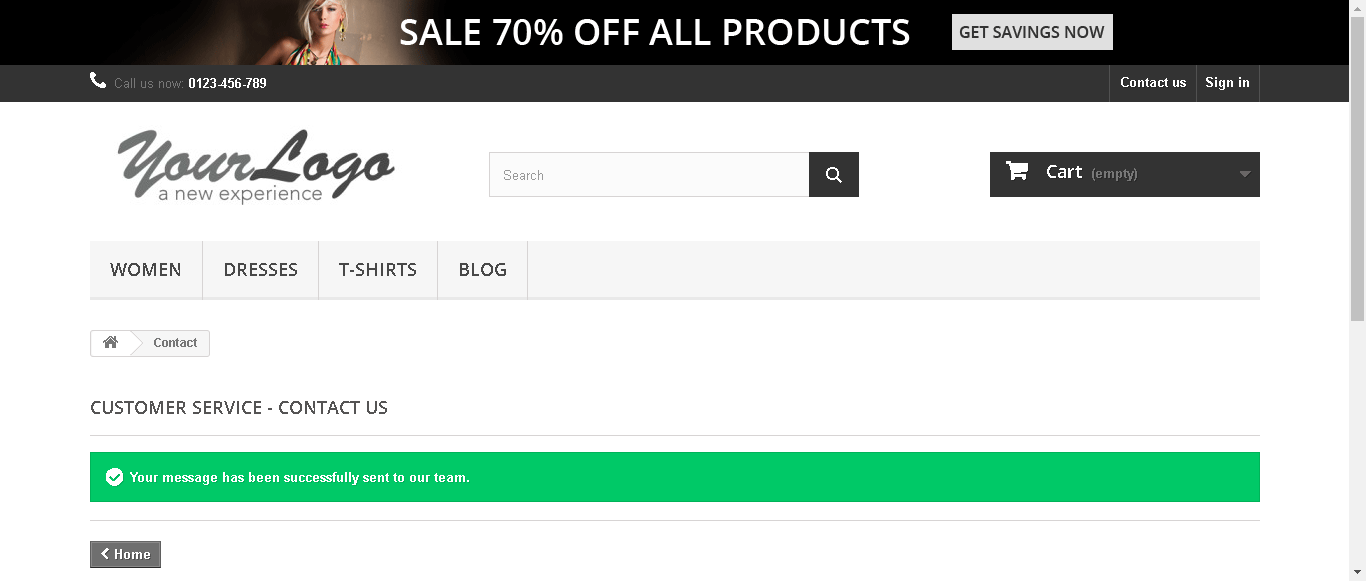 SALE 70% OFF ALL PRODUCTS
GET SAVINGS NOW
Call us now: 0123-456-789
Contact us
Sign in
YourLogo
a new experience
Search
Cart (empty)
WOMEN
DRESSES
T-SHIRTS
BLOG
Contact
CUSTOMER SERVICE - CONTACT US
Your message has been successfully sent to our team.
Home